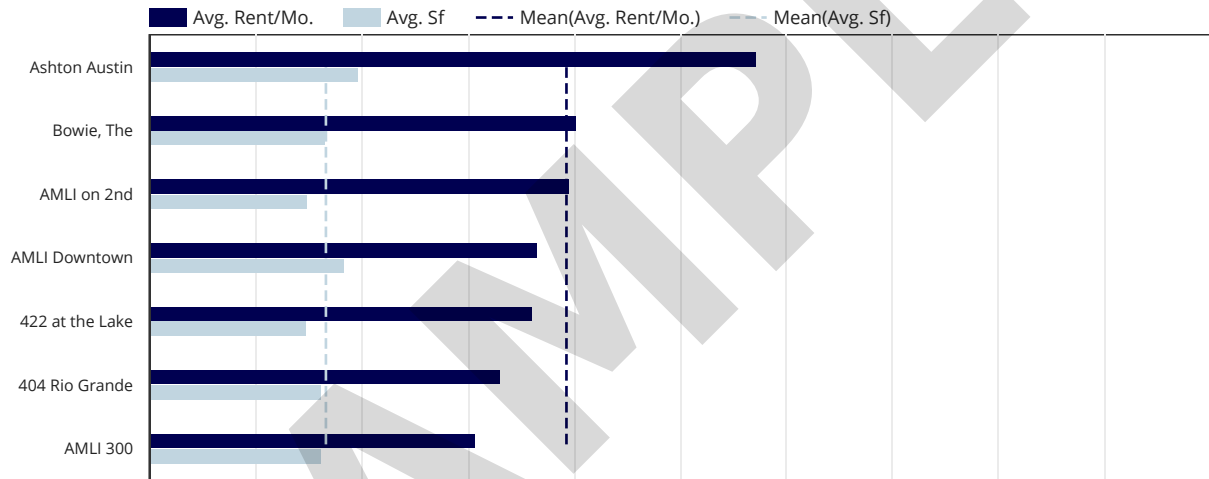 Avg. Rent/Mo. Avg. Sf Mean(Avg. Rent/Mo.) Mean(Avg. Sf)
Ashton Austin
Bowie, The
AMLI on 2nd
AMLI Downtown
422 at the Lake
404 Rio Grande
AMLI 300